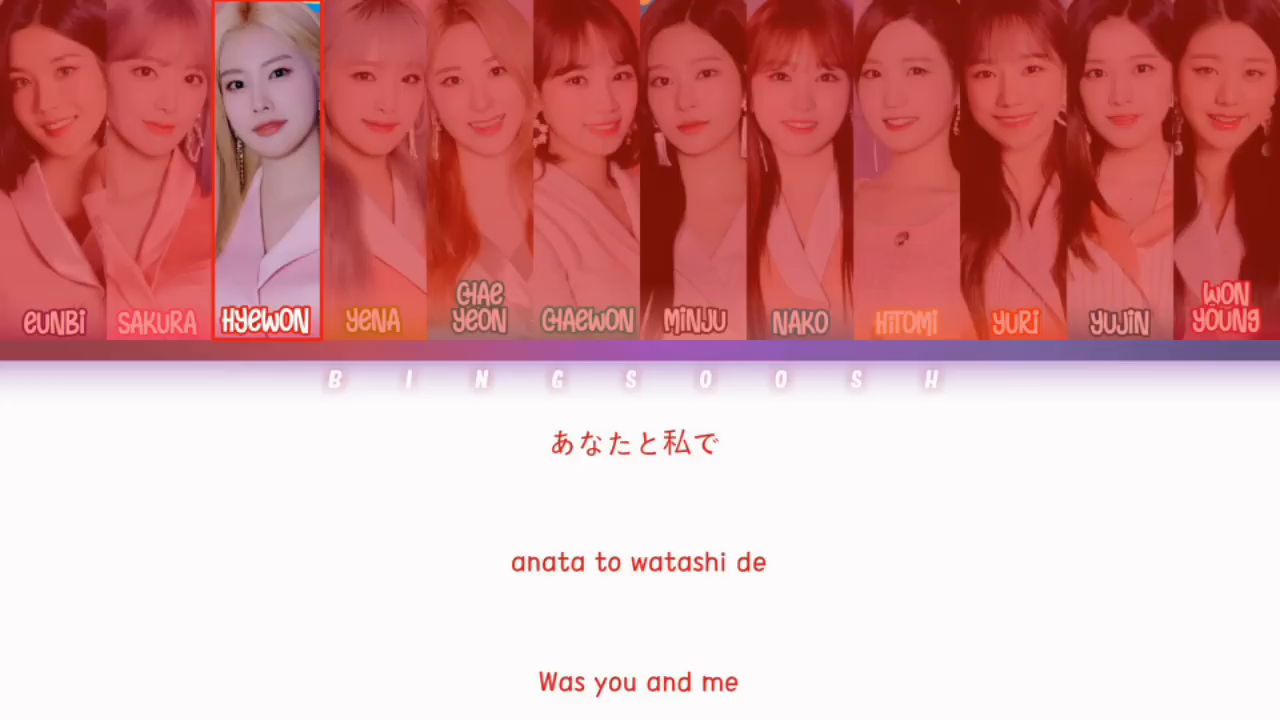 EUNBI
SAKURA
HYEWON
YENA
CHAE
YEON
CHAEWON
MINJU
NAKO
HITOMI
YURI
YUJIN
WON
YOUNG
B I N G S O O S H
あなたと私で
anata to watashi de
Was you and me